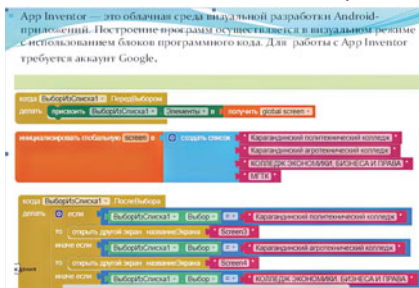 App Inventor — это облачная среда визуальной разработки Android-
приложений. Построение программ осуществляется в визуальном режиме
с использованием блоков программного кода. Для работы с App Inventor
требуется аккаунт Google.
когда ВыборИзСписка1 ПередВыбором
делать присвоить ВыборИзСписка1 . Элементы в получить global screen
инициализировать глобальную screen в создать список Карагандинский политехнический колледж
Карагандинский агротехнический колледж
КОЛЛЕДЖ ЭКОНОМИКИ, БИЗНЕСА И ПРАВА
МГТК
когда ВыборИзСписка1 ПослеВыбора
делать если ВыборИзСписка1 . Выбор = Карагандинский политехнический колледж
то открыть другой экран названиеЭкрана Screen3
иначе если ВыборИзСписка1 . Выбор = Карагандинский агротехнический колледж
то открыть другой экран названиеЭкрана Screen4
иначе если ВыборИзСписка1 . Выбор = КОЛЛЕДЖ ЭКОНОМИКИ, БИЗНЕСА И ПРАВА